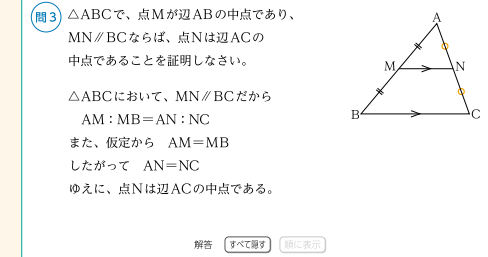 問3 △ABCで、点Mが辺ABの中点であり、
MN∥BCならば、点Nは辺ACの
中点であることを証明しなさい。
△ABCにおいて、MN∥BCだから
AM:MB=AN:NC
また、仮定から AM=MB
したがって AN=NC
ゆえに、点Nは辺ACの中点である。
A
M N
B C
解答 すべて隠す 順に表示